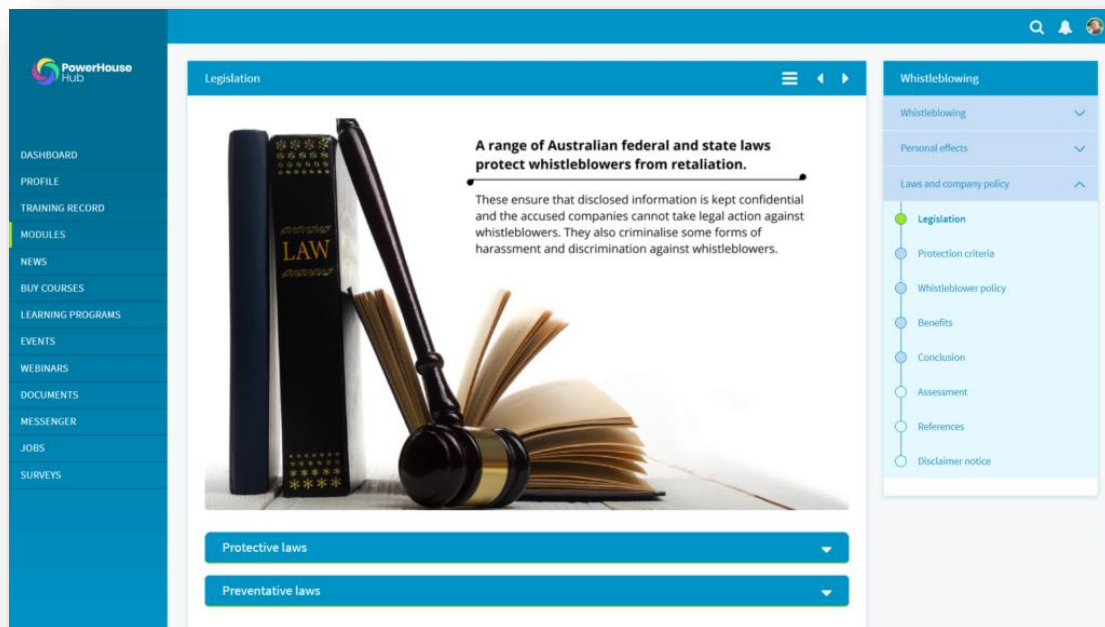 PowerHouse
Hub
DASHBOARD
PROFILE
TRAINING RECORD
MODULES
NEWS
BUY COURSES
LEARNING PROGRAMS
EVENTS
WEBINARS
DOCUMENTS
MESSENGER
JOBS
SURVEYS
Legislation
LAW
A range of Australian federal and state laws
protect whistleblowers from retaliation.
These ensure that disclosed information is kept confidential
and the accused companies cannot take legal action against
whistleblowers. They also criminalise some forms of
harassment and discrimination against whistleblowers.
Protective laws
Preventative laws
Whistleblowing
Whistleblowing
Personal effects
Laws and company policy
Legislation
Protection criteria
Whistleblower policy
Benefits
Conclusion
Assessment
References
Disclaimer notice